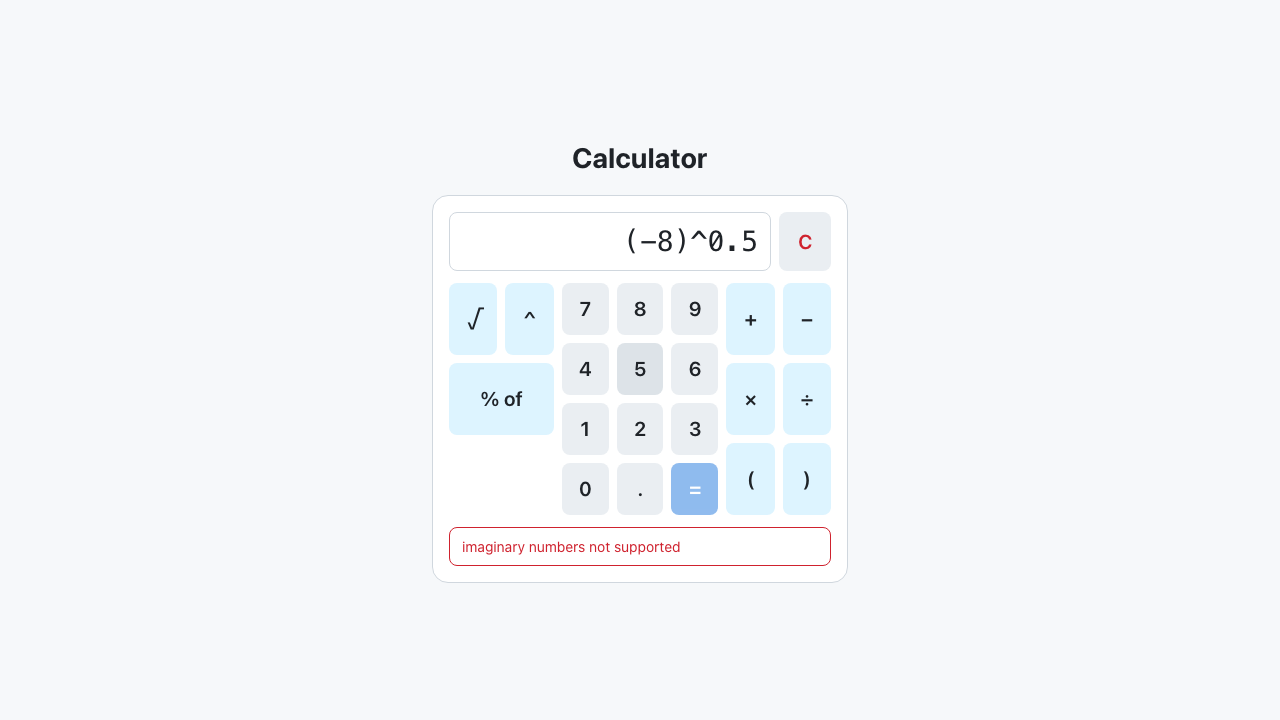 Calculator
(−8)^0.5 C
√ ^ 7 8 9 + −
4 5 6
% of × ÷
1 2 3
0 . = ( )
imaginary numbers not supported